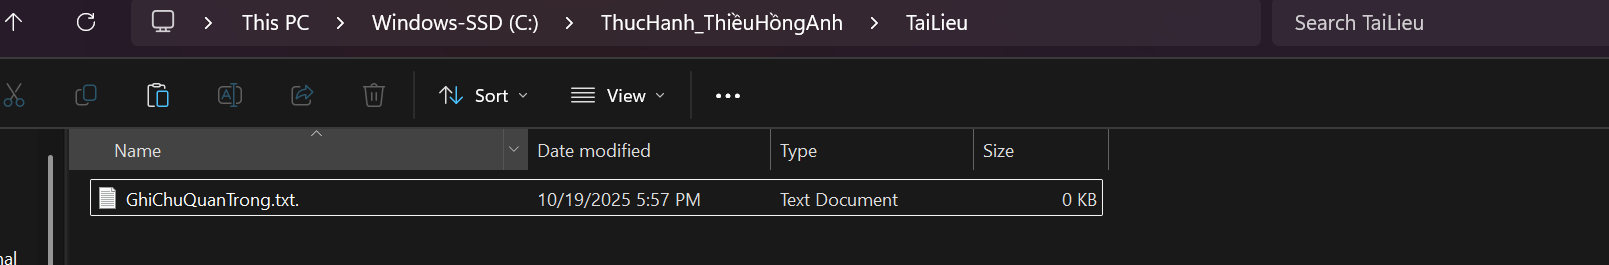 This PC > Windows-SSD (C:) > ThucHanh_ThiềuHồngAnh > TaiLieu
Search TaiLieu
Sort View
Name Date modified Type Size
GhiChuQuanTrong.txt. 10/19/2025 5:57 PM Text Document 0 KB
nal